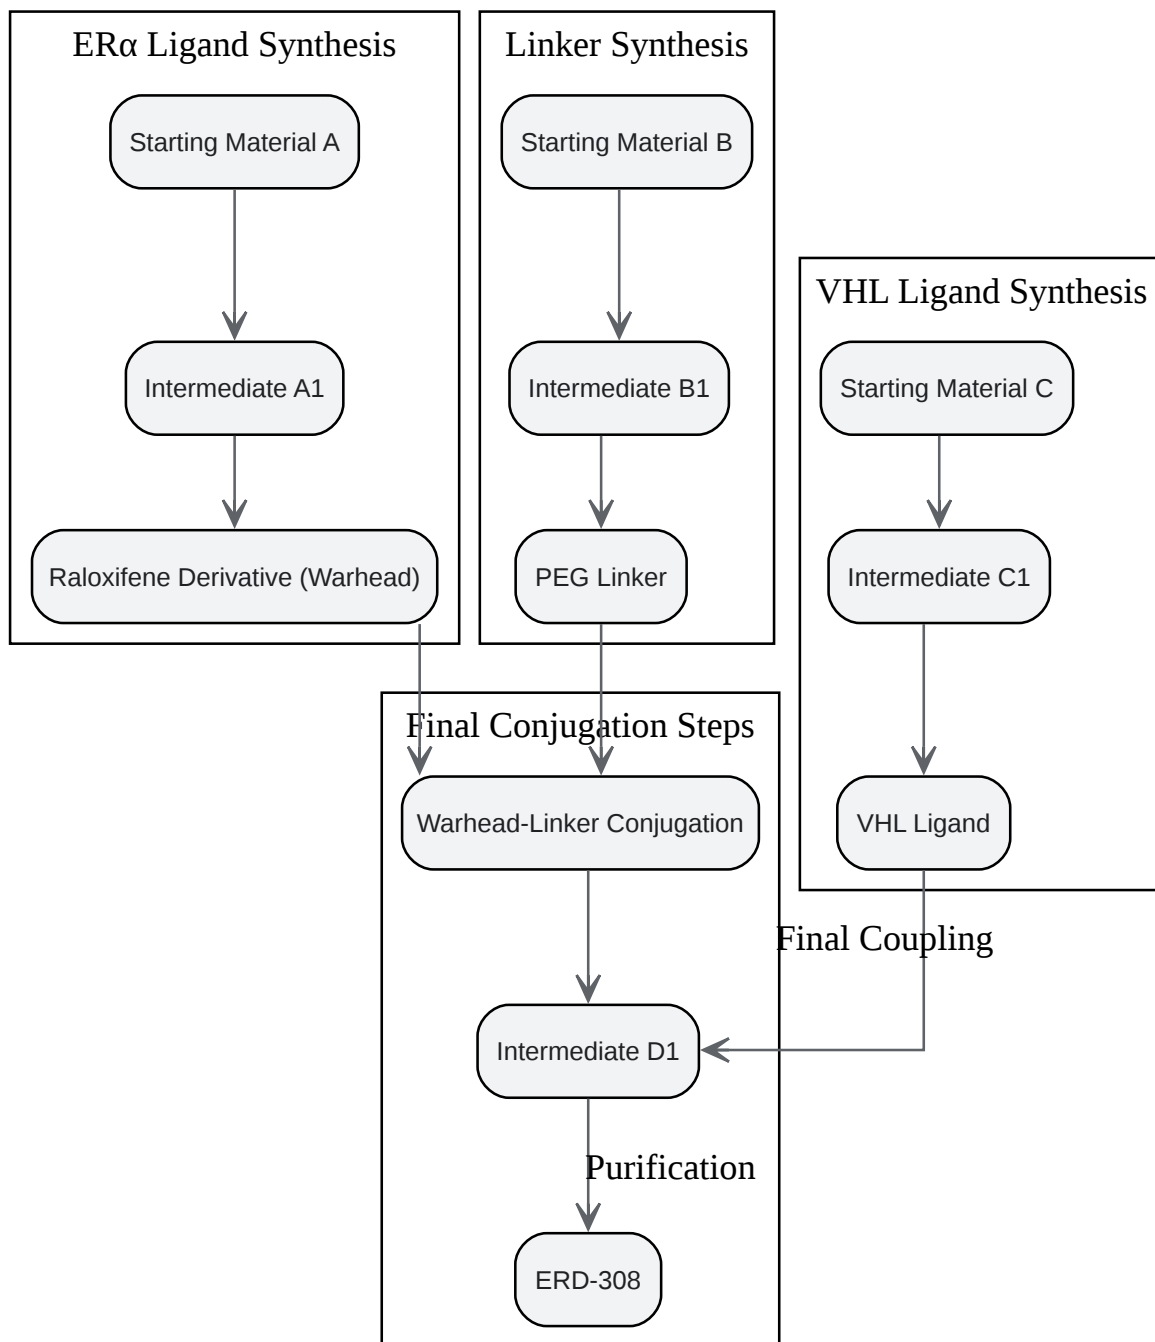 ERα Ligand Synthesis
Starting Material A
Intermediate A1
Raloxifene Derivative (Warhead)
Linker Synthesis
Starting Material B
Intermediate B1
PEG Linker
VHL Ligand Synthesis
Starting Material C
Intermediate C1
VHL Ligand
Final Conjugation Steps
Warhead-Linker Conjugation
Final Coupling
Intermediate D1
Purification
ERD-308